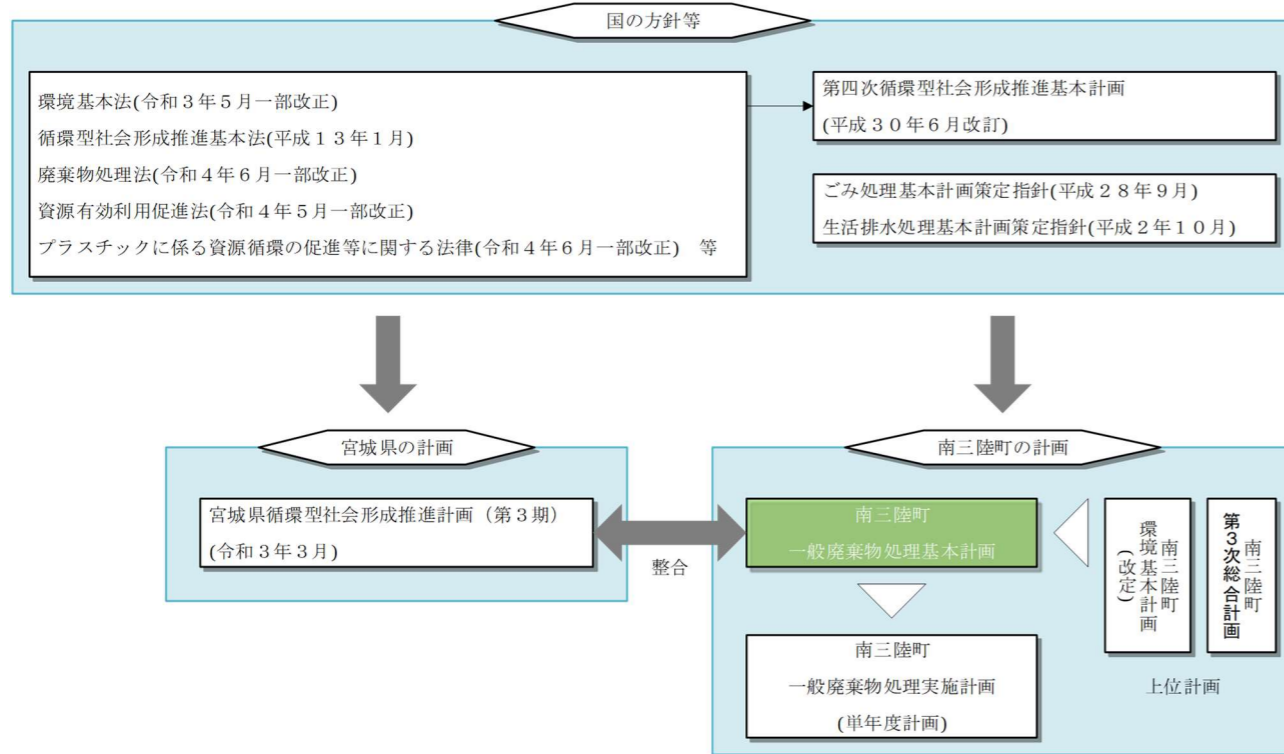 国の方針等
環境基本法(令和３年５月一部改正)
循環型社会形成推進基本法(平成１３年１月)
廃棄物処理法(令和４年６月一部改正)
資源有効利用促進法(令和４年５月一部改正)
プラスチックに係る資源循環の促進等に関する法律(令和４年６月一部改正)　等
第四次循環型社会形成推進基本計画
(平成３０年６月改訂)
ごみ処理基本計画策定指針(平成２８年９月)
生活排水処理基本計画策定指針(平成２年１０月)
宮城県の計画
宮城県循環型社会形成推進計画（第３期）
(令和３年３月)
整合
南三陸町の計画
南三陸町
一般廃棄物処理基本計画
南三陸町
一般廃棄物処理実施計画
(単年度計画)
南三陸町
第３次総合計画
南三陸町
環境基本計画
(改定)
上位計画